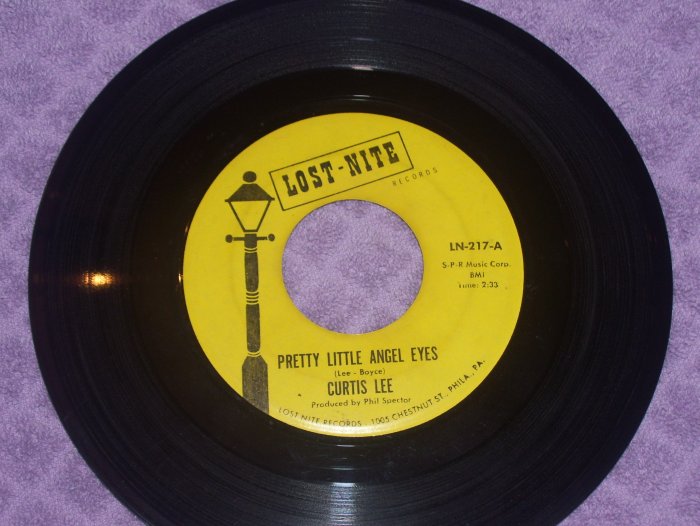 LOST-NITE
RECORDS
LN-217-A
S-P-R Music Corp.
BMI
Time: 2:33
PRETTY LITTLE ANGEL EYES
(Lee - Boyce)
CURTIS LEE
Produced by Phil Spector
LOST NITE RECORDS - 1005 CHESTNUT ST., PHILA., PA.